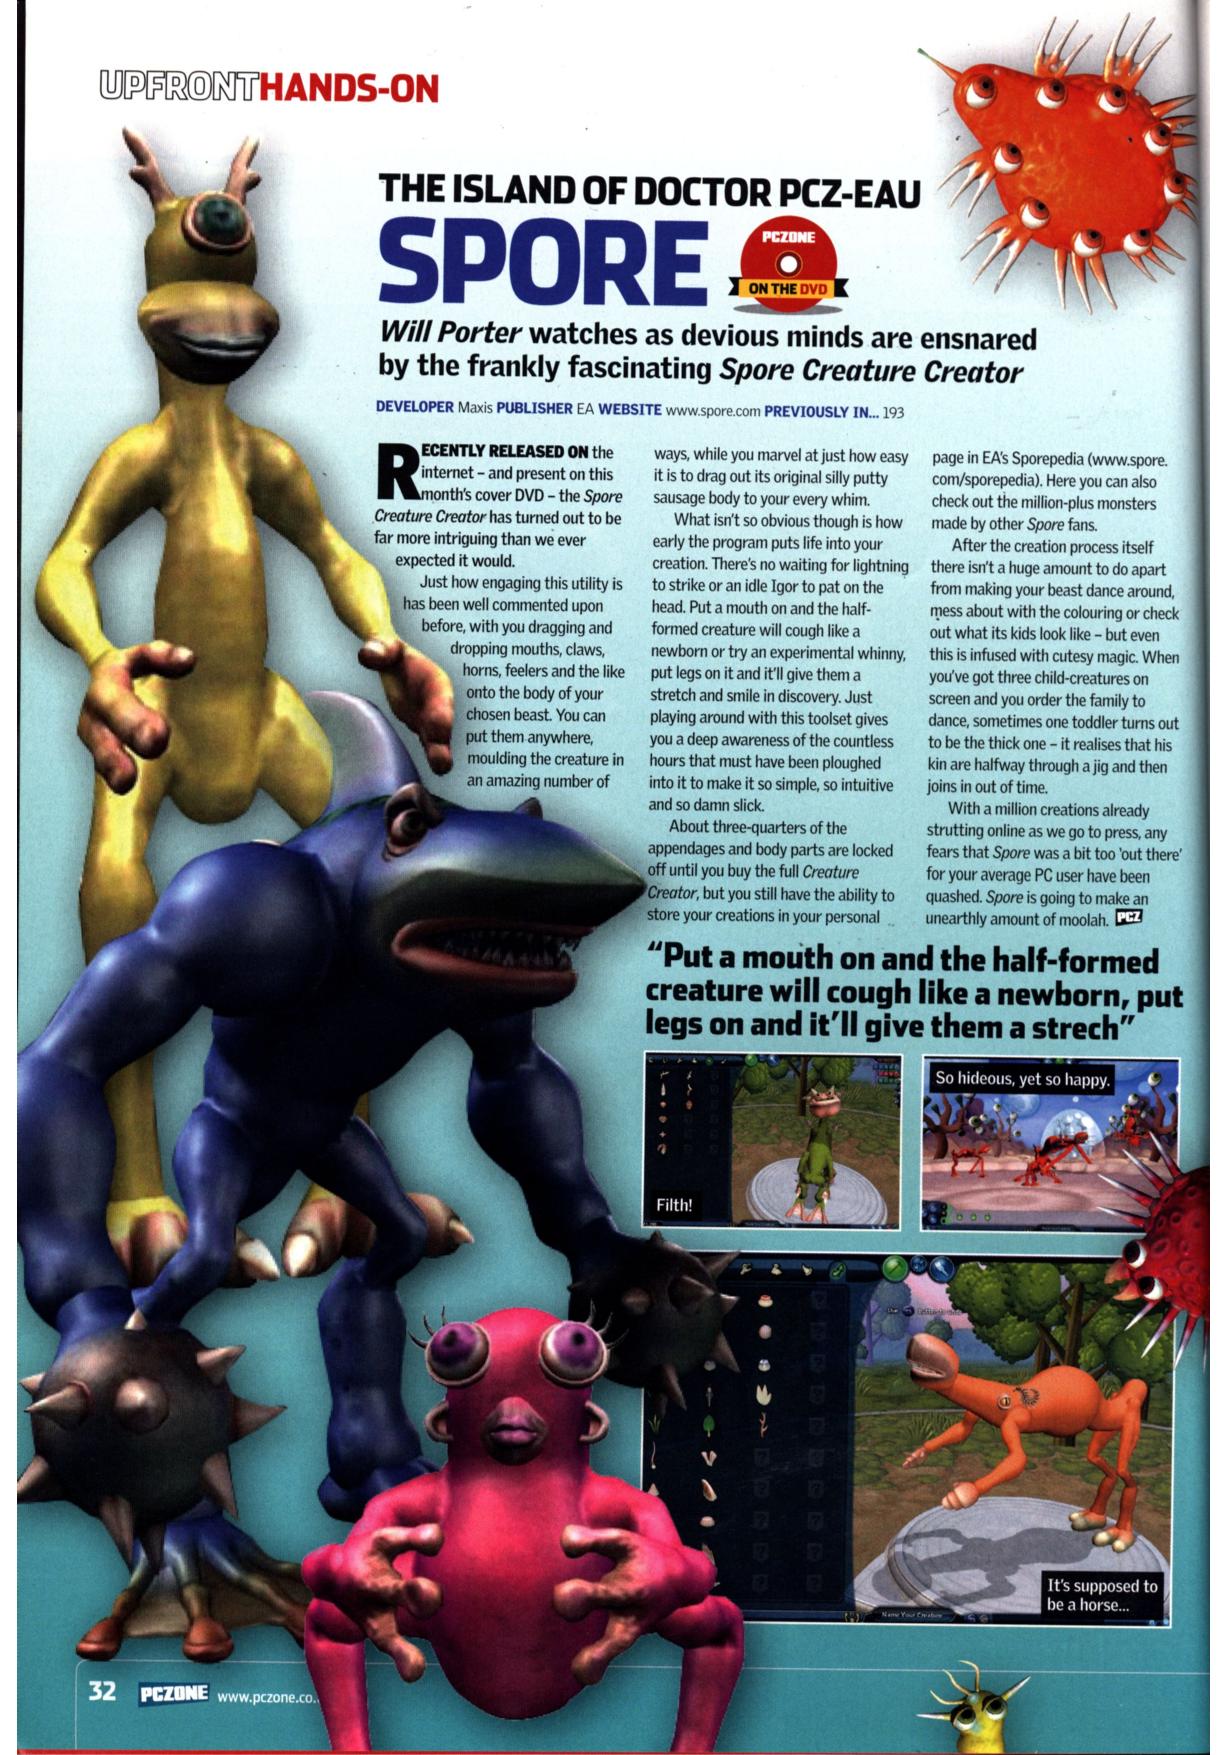 UPFRONTHANDS-ON
THE ISLAND OF DOCTOR PCZ-EAU
SPORE
PCZONE
ON THE DVD
Will Porter watches as devious minds are ensnared
by the frankly fascinating Spore Creature Creator
DEVELOPER Maxis PUBLISHER EA WEBSITE www.spore.com PREVIOUSLY IN... 193
RECENTLY RELEASED ON the
internet – and present on this
month's cover DVD – the Spore
Creature Creator has turned out to be
far more intriguing than we ever
expected it would.
Just how engaging this utility is
has been well commented upon
before, with you dragging and
dropping mouths, claws,
horns, feelers and the like
onto the body of your
chosen beast. You can
put them anywhere,
moulding the creature in
an amazing number of
ways, while you marvel at just how easy
it is to drag out its original silly putty
sausage body to your every whim.
What isn't so obvious though is how
early the program puts life into your
creation. There's no waiting for lightning
to strike or an idle Igor to pat on the
head. Put a mouth on and the half-
formed creature will cough like a
newborn or try an experimental whinny,
put legs on it and it'll give them a
stretch and smile in discovery. Just
playing around with this toolset gives
you a deep awareness of the countless
hours that must have been ploughed
into it to make it so simple, so intuitive
and so damn slick.
About three-quarters of the
appendages and body parts are locked
off until you buy the full Creature
Creator, but you still have the ability to
store your creations in your personal
page in EA's Sporepedia (www.spore.
com/sporepedia). Here you can also
check out the million-plus monsters
made by other Spore fans.
After the creation process itself
there isn't a huge amount to do apart
from making your beast dance around,
mess about with the colouring or check
out what its kids look like – but even
this is infused with cutesy magic. When
you've got three child-creatures on
screen and you order the family to
dance, sometimes one toddler turns out
to be the thick one – it realises that his
kin are halfway through a jig and then
joins in out of time.
With a million creations already
strutting online as we go to press, any
fears that Spore was a bit too 'out there'
for your average PC user have been
quashed. Spore is going to make an
unearthly amount of moolah. PCZ
"Put a mouth on and the half-formed
creature will cough like a newborn, put
legs on and it'll give them a strech"
Filth!
So hideous, yet so happy.
Name Your Creature
It's supposed to
be a horse...
32 PCZONE www.pczone.co.